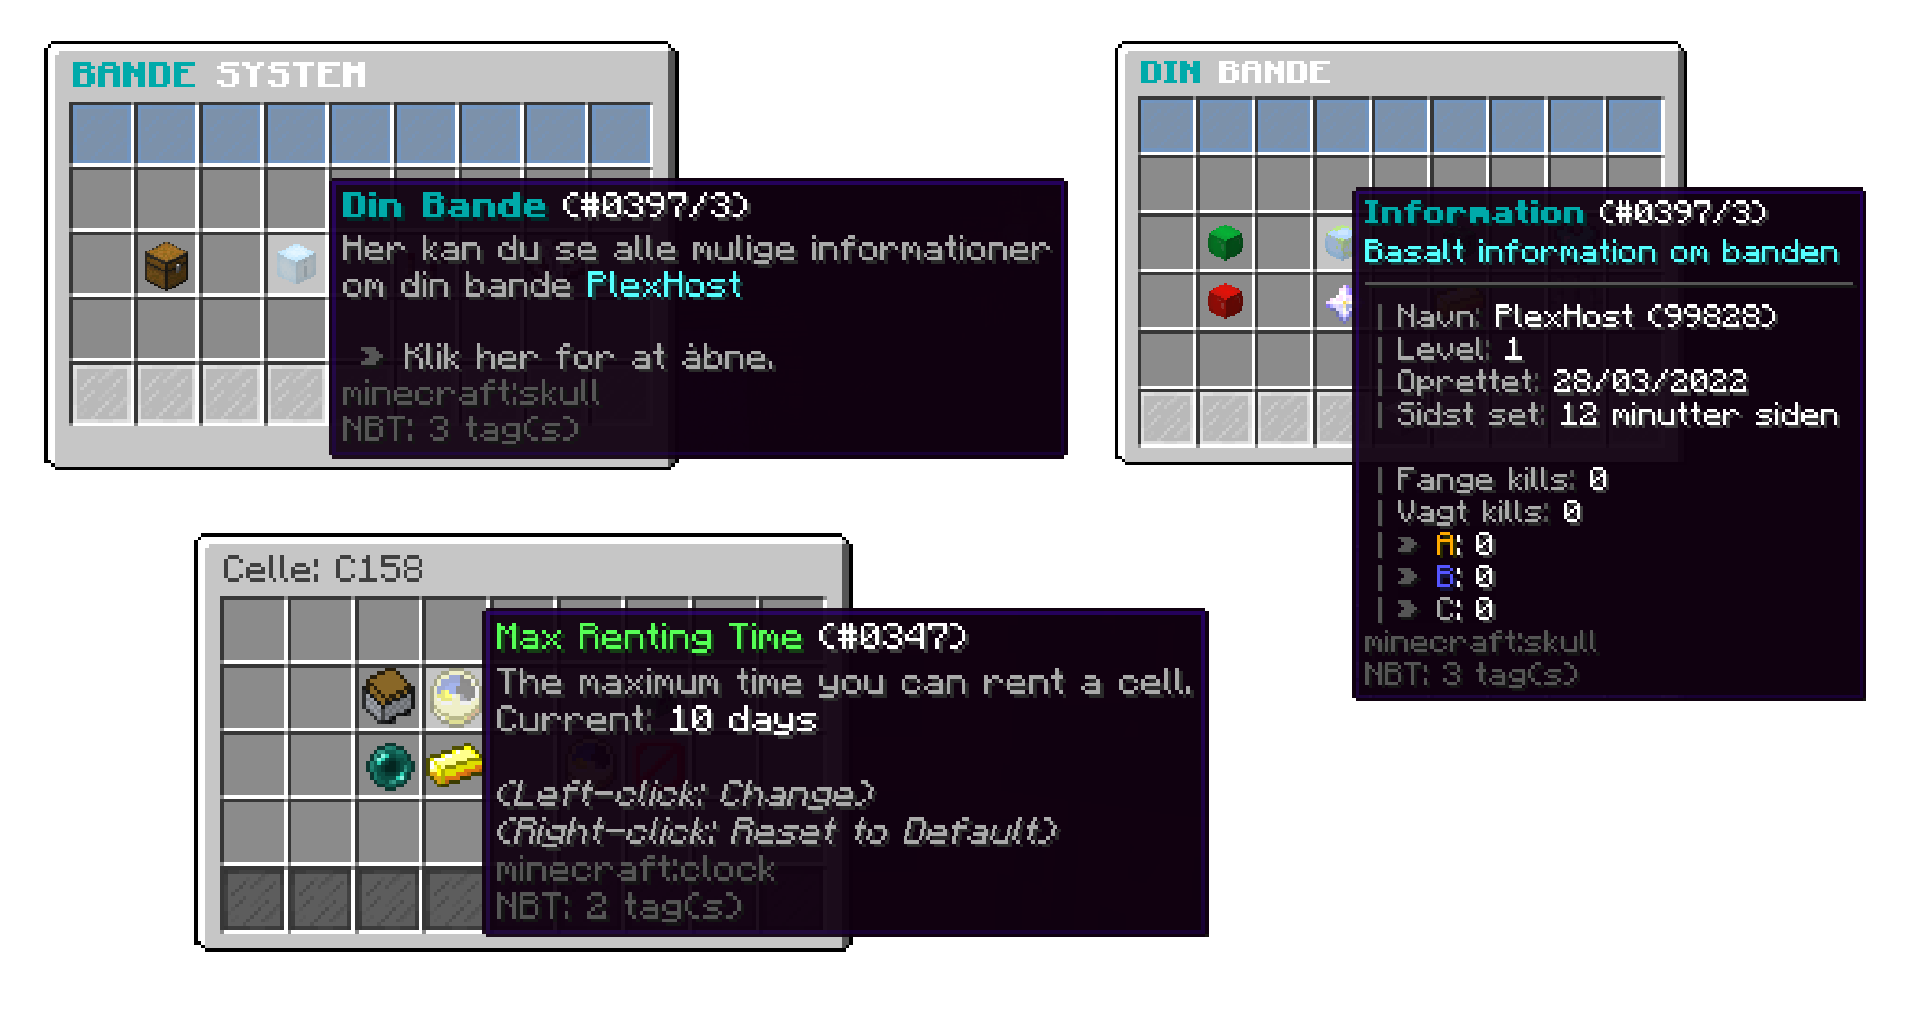 BANDE SYSTEM
Din Bande (#0397/3)
Her kan du se alle mulige informationer
om din bande PlexHost
Klik her for at åbne.
minecraft:skull
NBT: 3 tag(s)
DIN BANDE
Information (#0397/3)
Basalt information om banden
| Navn: PlexHost (99828)
| Level: 1
| Oprettet: 28/03/2022
| Sidst set: 12 minutter siden
| Fange kills: 0
| Vagt kills: 0
| A: 0
| B: 0
| C: 0
minecraft:skull
NBT: 3 tag(s)
Celle: C158
Max Renting Time (#0347)
The maximum time you can rent a cell.
Current: 10 days
(Left-click: Change)
(Right-click: Reset to Default)
minecraft:clock
NBT: 2 tag(s)